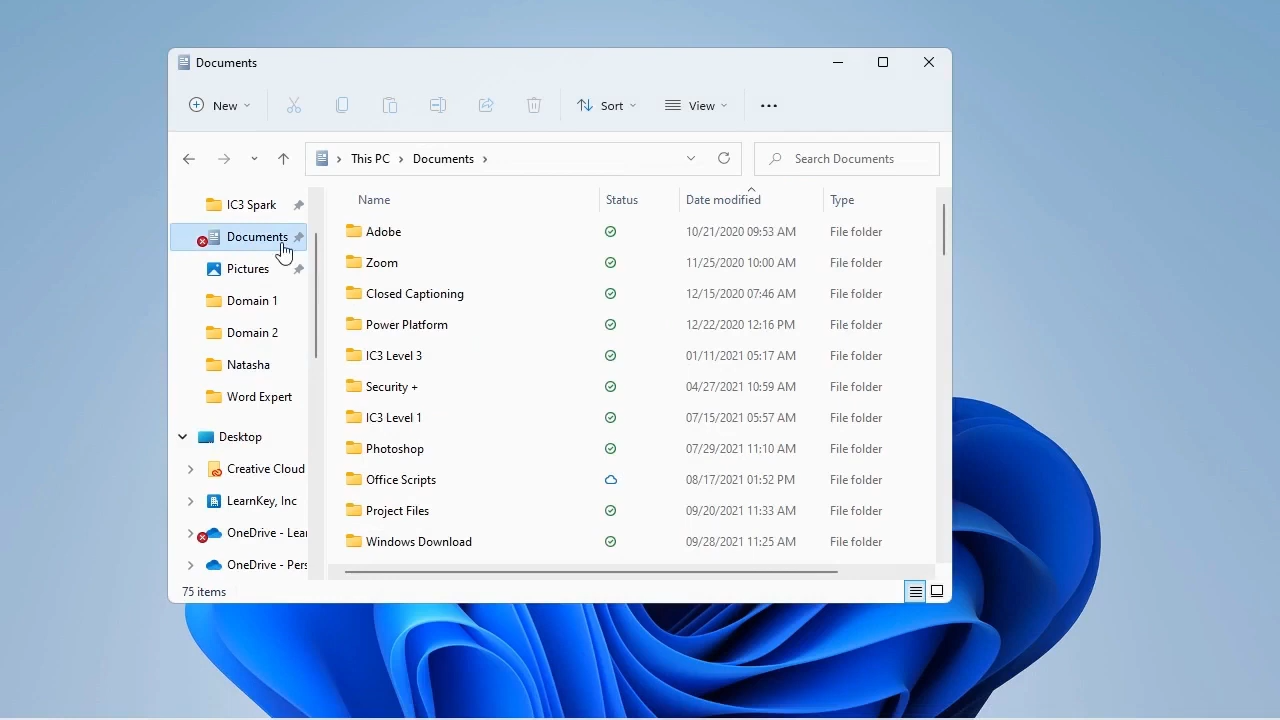 Documents
New
Sort
View
This PC
Documents
Search Documents
IC3 Spark
Documents
Pictures
Domain 1
Domain 2
Natasha
Word Expert
Desktop
Creative Cloud
LearnKey, Inc
OneDrive - Lear
OneDrive - Pers
Name Status Date modified Type
Adobe 10/21/2020 09:53 AM File folder
Zoom 11/25/2020 10:00 AM File folder
Closed Captioning 12/15/2020 07:46 AM File folder
Power Platform 12/22/2020 12:16 PM File folder
IC3 Level 3 01/11/2021 05:17 AM File folder
Security + 04/27/2021 10:59 AM File folder
IC3 Level 1 07/15/2021 05:57 AM File folder
Photoshop 07/29/2021 11:10 AM File folder
Office Scripts 08/17/2021 01:52 PM File folder
Project Files 09/20/2021 11:33 AM File folder
Windows Download 09/28/2021 11:25 AM File folder
75 items